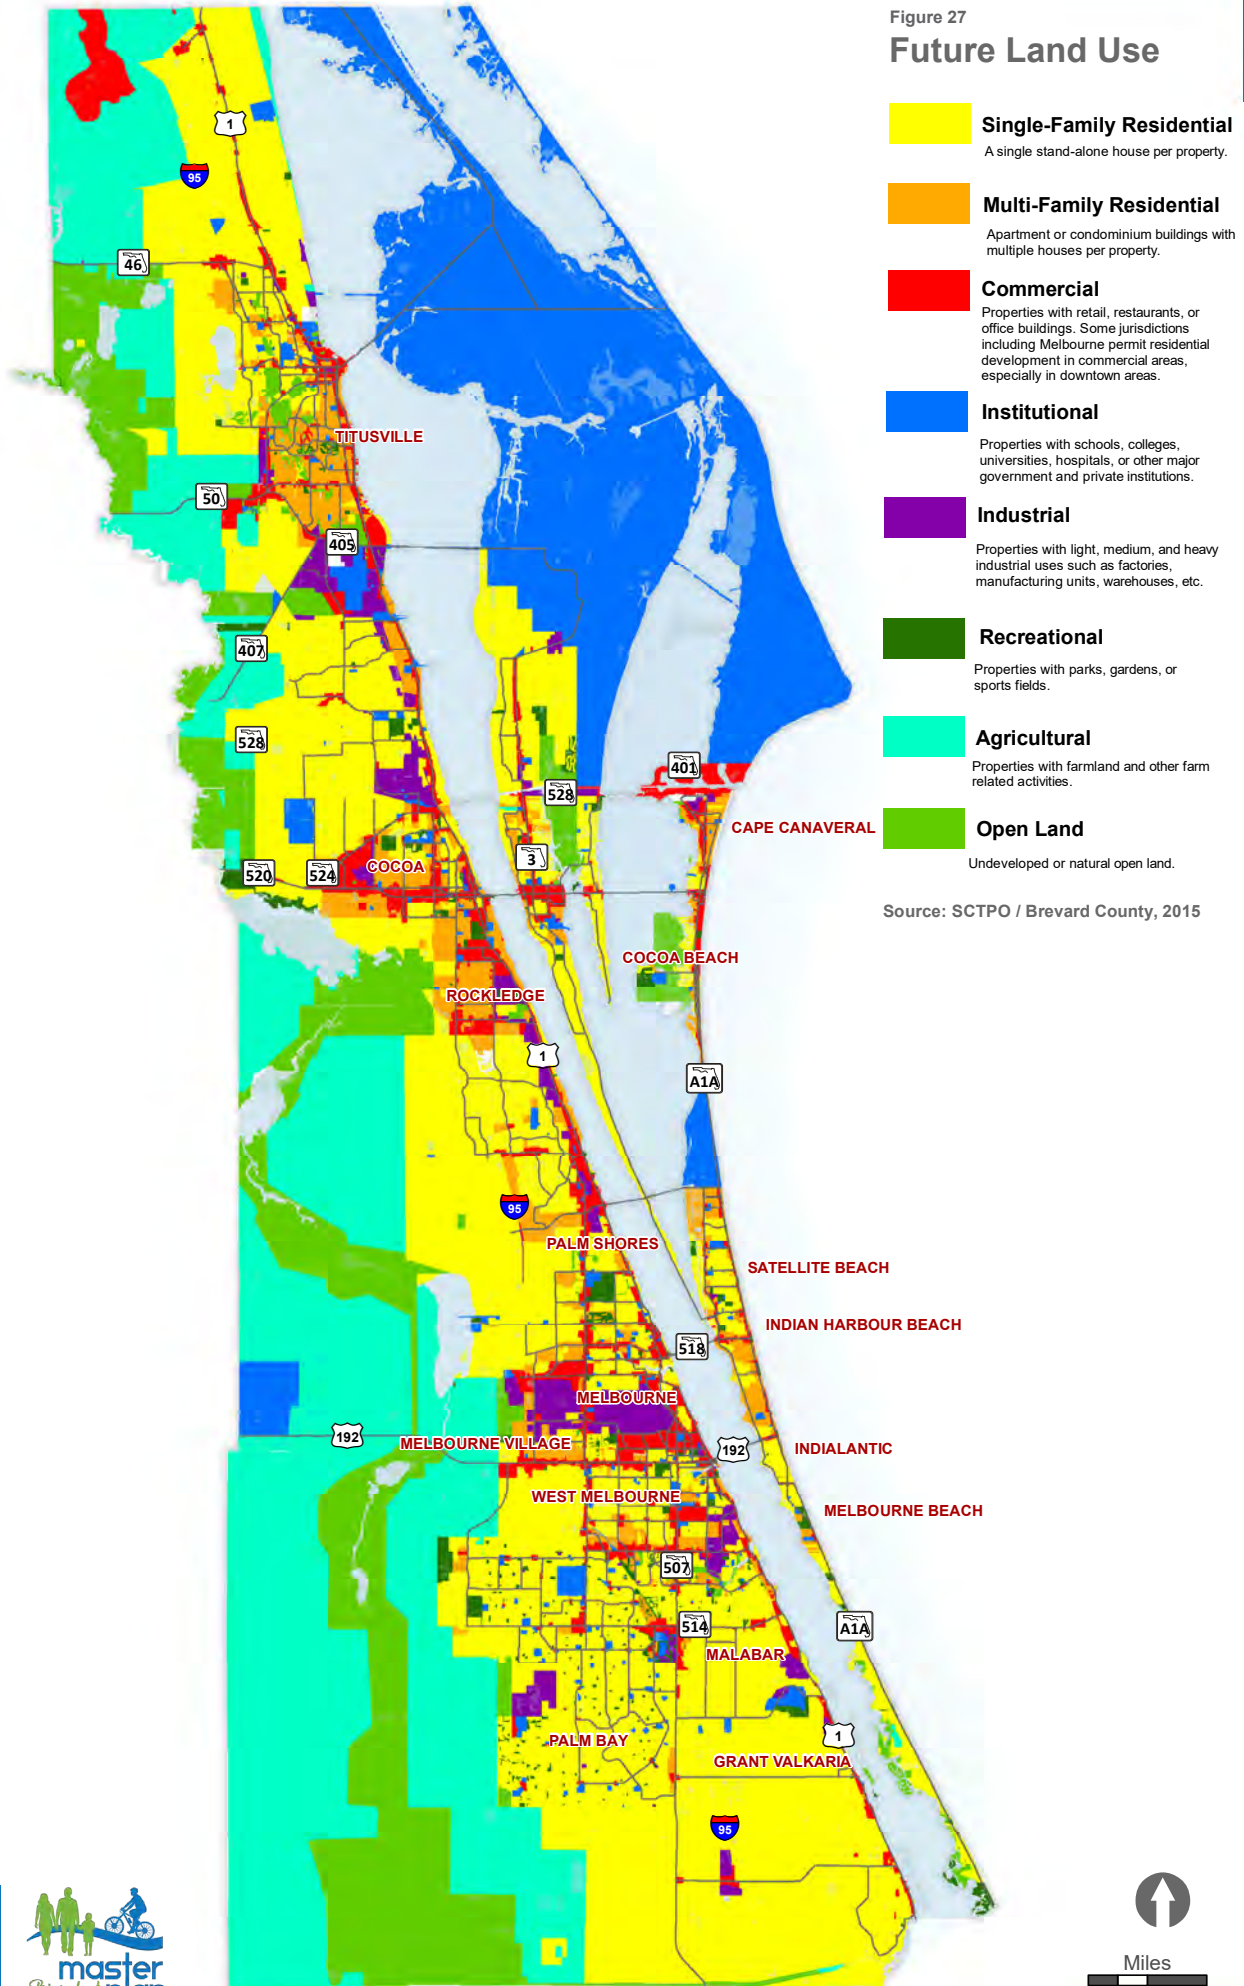 Figure 27
Future Land Use
Single-Family Residential
A single stand-alone house per property.
Multi-Family Residential
Apartment or condominium buildings with
multiple houses per property.
Commercial
Properties with retail, restaurants, or
office buildings. Some jurisdictions
including Melbourne permit residential
development in commercial areas,
especially in downtown areas.
Institutional
Properties with schools, colleges,
universities, hospitals, or other major
government and private institutions.
Industrial
Properties with light, medium, and heavy
industrial uses such as factories,
manufacturing units, warehouses, etc.
Recreational
Properties with parks, gardens, or
sports fields.
Agricultural
Properties with farmland and other farm
related activities.
Open Land
Undeveloped or natural open land.
Source: SCTPO / Brevard County, 2015
1
95
46
TITUSVILLE
50
405
407
528
401
528
CAPE CANAVERAL
3
520
524
COCOA
COCOA BEACH
ROCKLEDGE
1
A1A
95
PALM SHORES
SATELLITE BEACH
INDIAN HARBOUR BEACH
518
MELBOURNE
192
MELBOURNE VILLAGE
192
INDIALANTIC
WEST MELBOURNE
MELBOURNE BEACH
507
514
A1A
MALABAR
1
PALM BAY
GRANT VALKARIA
95
master
Miles